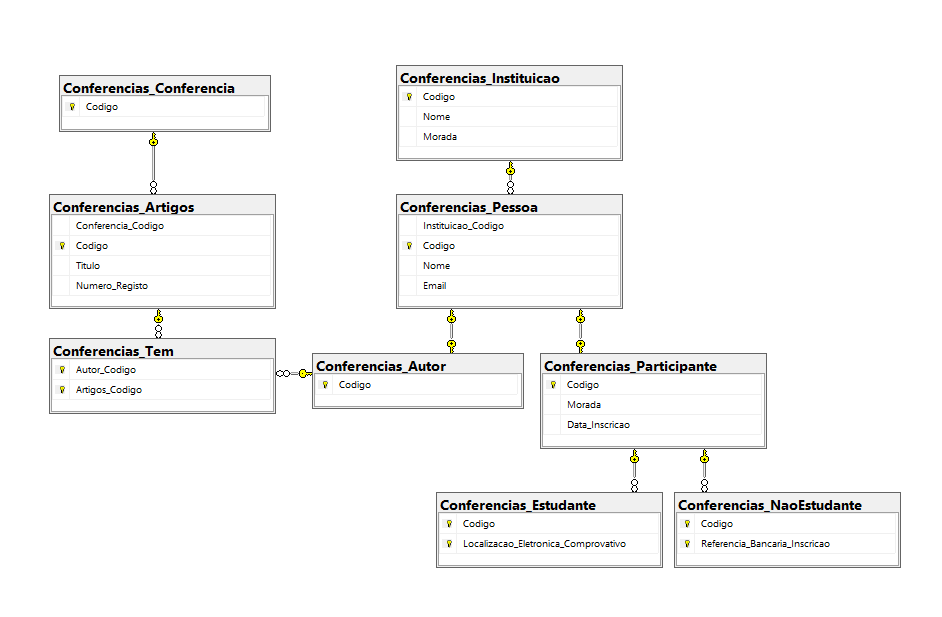 Conferencias_Conferencia
Codigo
Conferencias_Instituicao
Codigo
Nome
Morada
Conferencias_Artigos
Conferencia_Codigo
Codigo
Titulo
Numero_Registo
Conferencias_Pessoa
Instituicao_Codigo
Codigo
Nome
Email
Conferencias_Tem
Autor_Codigo
Artigos_Codigo
Conferencias_Autor
Codigo
Conferencias_Participante
Codigo
Morada
Data_Inscricao
Conferencias_Estudante
Codigo
Localizacao_Eletronica_Comprovativo
Conferencias_NaoEstudante
Codigo
Referencia_Bancaria_Inscricao